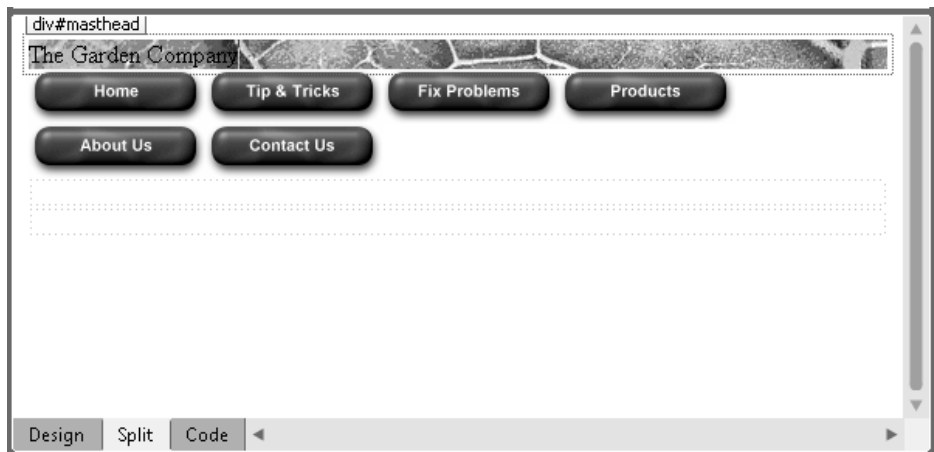 div#masthead
The Garden Company
Home Tip & Tricks Fix Problems Products
About Us Contact Us
Design Split Code